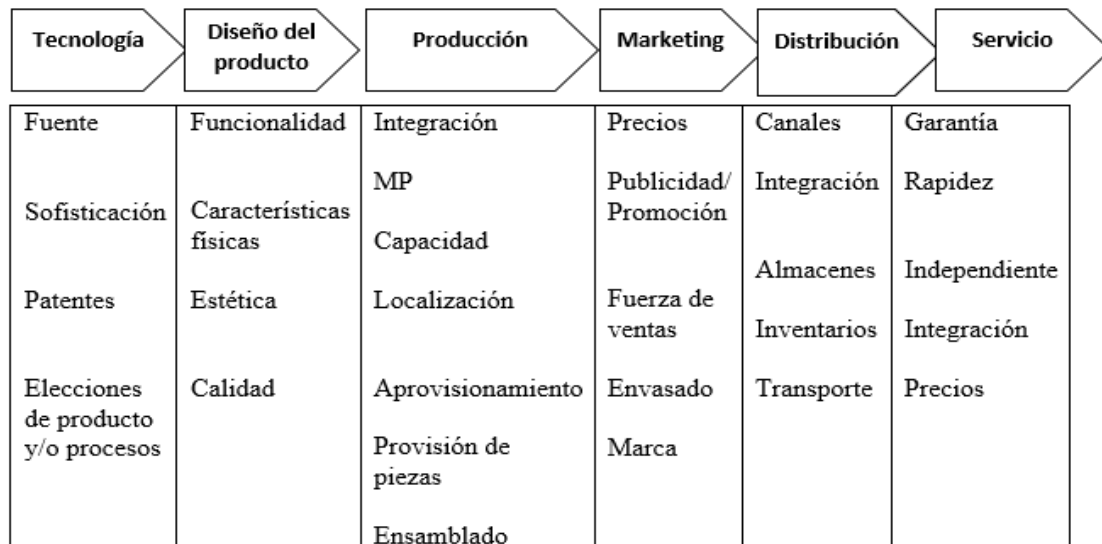 Tecnología
Diseño del
producto
Producción
Marketing
Distribución
Servicio
Fuente
Sofisticación
Patentes
Elecciones
de producto
y/o procesos
Funcionalidad
Características
físicas
Estética
Calidad
Integración
MP
Capacidad
Localización
Aprovisionamiento
Provisión de
piezas
Ensamblado
Precios
Publicidad/
Promoción
Fuerza de
ventas
Envasado
Marca
Canales
Integración
Almacenes
Inventarios
Transporte
Garantía
Rapidez
Independiente
Integración
Precios